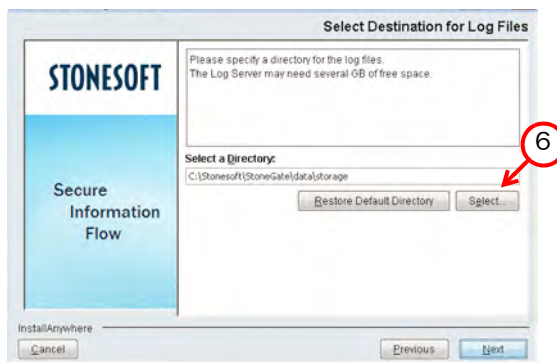 Select Destination for Log Files
STONESOFT
Secure
Information
Flow
Please specify a directory for the log files.
The Log Server may need several GB of free space.
Select a Directory:
C:\Stonesoft\StoneGate\data\storage
Restore Default Directory
Select...
6
InstallAnywhere
Cancel
Previous
Next